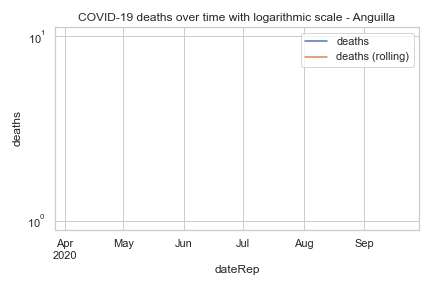 COVID-19 deaths over time with logarithmic scale - Anguilla
10¹
deaths
deaths (rolling)
deaths
10⁰
Apr May Jun Jul Aug Sep
2020
dateRep